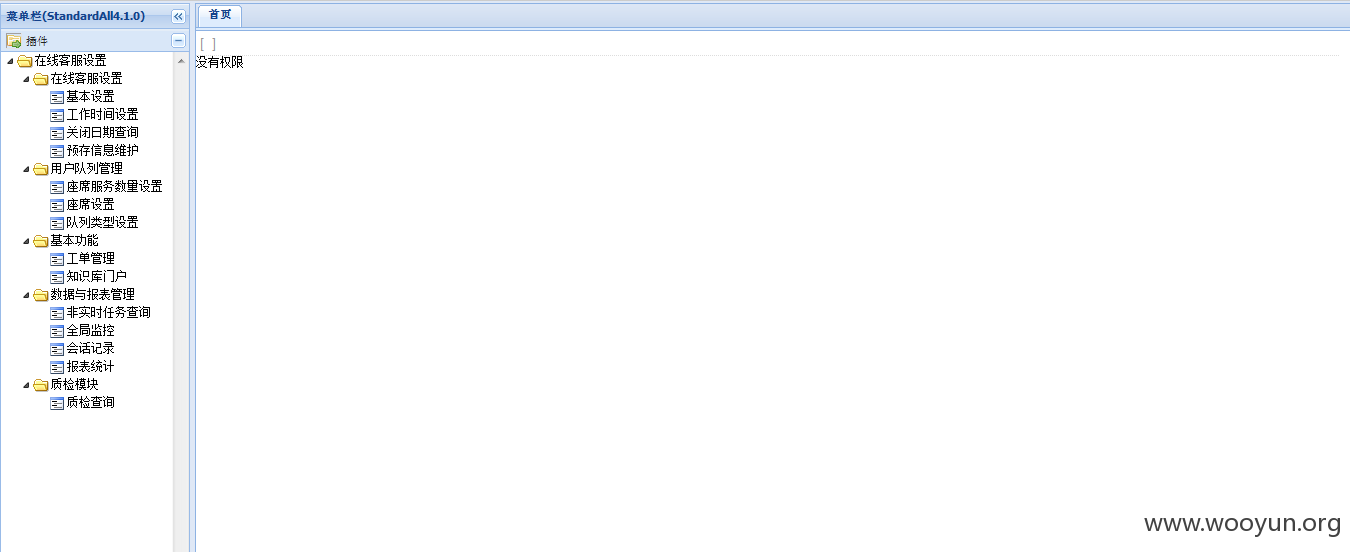 菜单栏(StandardAll4.1.0)
插件
在线客服设置
在线客服设置
基本设置
工作时间设置
关闭日期查询
预存信息维护
用户队列管理
座席服务数量设置
座席设置
队列类型设置
基本功能
工单管理
知识库门户
数据与报表管理
非实时任务查询
全局监控
会话记录
报表统计
质检模块
质检查询
首页
[ ]
没有权限
www.wooyun.org